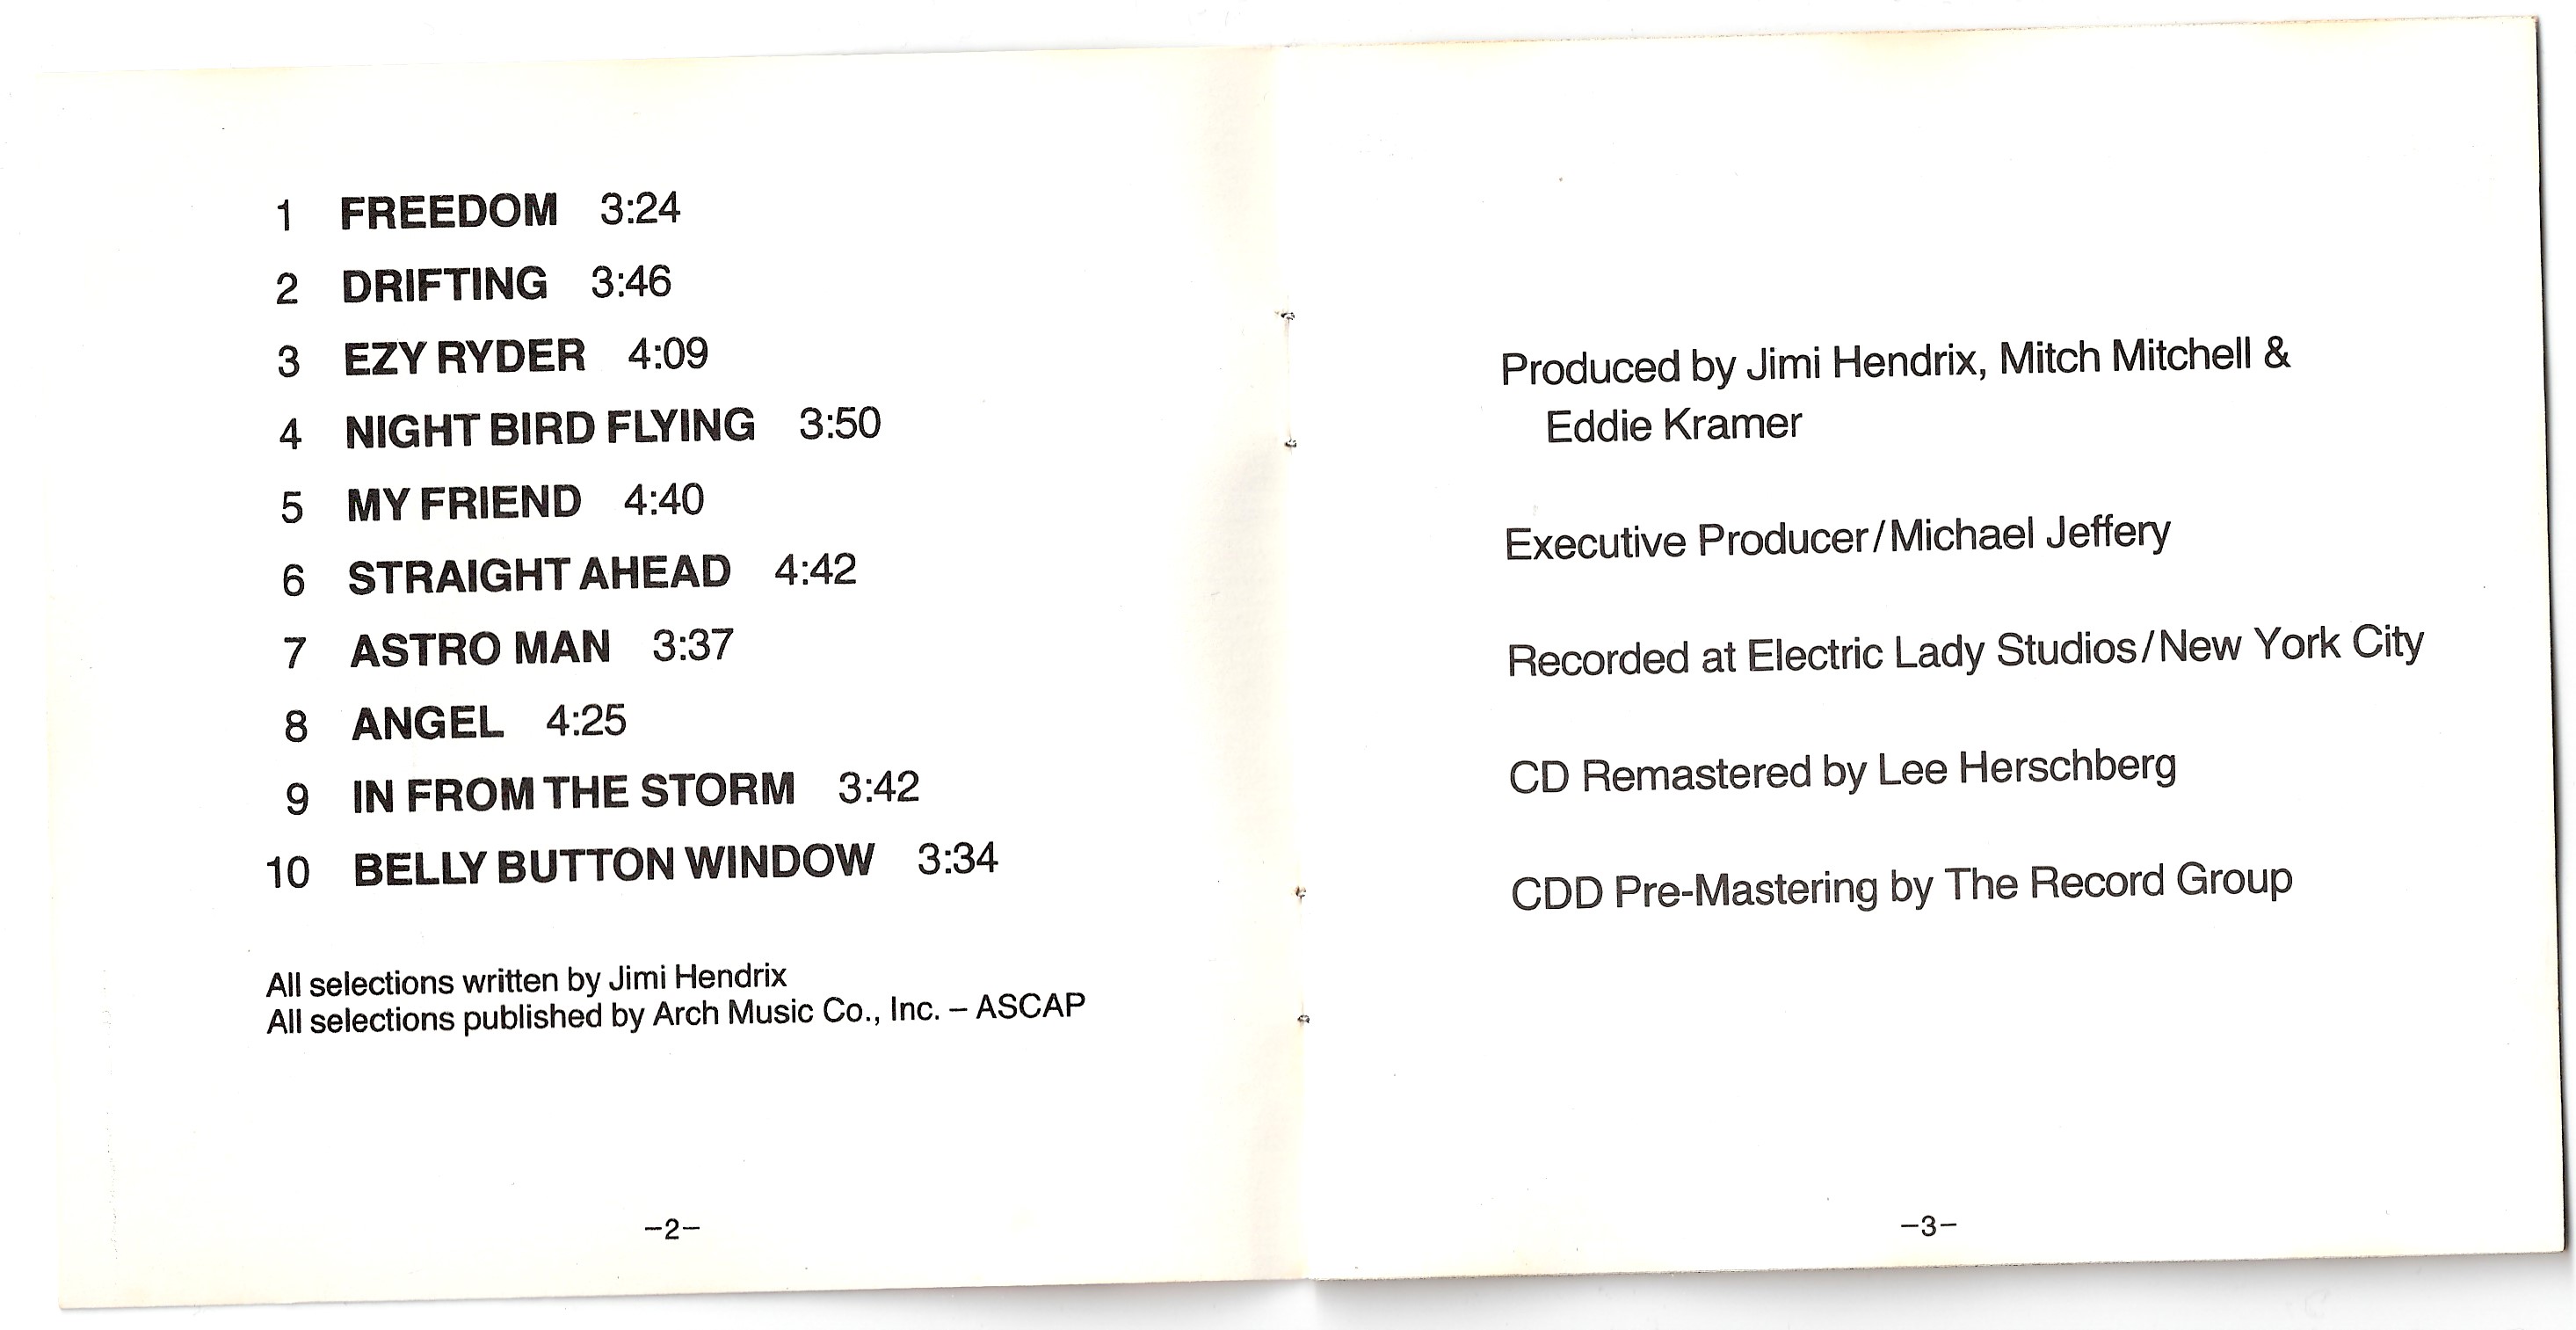 1 FREEDOM 3:24
2 DRIFTING 3:46
3 EZY RYDER 4:09
4 NIGHT BIRD FLYING 3:50
5 MY FRIEND 4:40
6 STRAIGHT AHEAD 4:42
7 ASTRO MAN 3:37
8 ANGEL 4:25
9 IN FROM THE STORM 3:42
10 BELLY BUTTON WINDOW 3:34
All selections written by Jimi Hendrix
All selections published by Arch Music Co., Inc. – ASCAP
–2–
Produced by Jimi Hendrix, Mitch Mitchell &
Eddie Kramer
Executive Producer/Michael Jeffery
Recorded at Electric Lady Studios/New York City
CD Remastered by Lee Herschberg
CDD Pre-Mastering by The Record Group
–3–